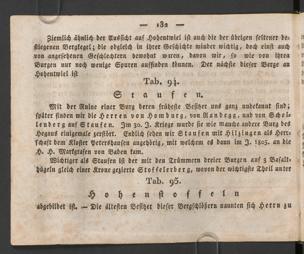 — 182 —
Ziemlich ähnlich der Aussicht auf Hohentwiel ist auch die der übrigen seltener be-
stiegenen Bergkegel; die obgleich in ihrer Geschichte minder wichtig, doch einst auch
von angesehenen Geschlechtern bewohnt waren, davon wir, so wie von ihren
Burgen nur noch wenige Spuren auffinden können. Der nächste dieser Berge an
Hohentwiel ist
Tab. 94.
Staufen.
Mit der Ruine einer Burg deren früheste Besitzer uns ganz unbekannt sind;
später finden wir die Herren von Homburg, von Randegg, und von Schel-
lenberg auf Staufen. Im 30. J. Kriege wurde sie wie manche andere Burg des
Hegaus einigemale zerstört. Endlich sehen wir Staufen mit Hilzingen als Herr-
schaft dem Kloster Petershausen angehörig, mit welchem es dann im J. 1803. an die
H. H. Markgrafen von Baden kam.
Wichtiger als Staufen ist der mit den Trümmern dreier Burgen auf 3 Basalt-
hügeln gleich einer Krone gezierte Stoffelerberg, wovon der wichtigste Theil unter
Tab. 95.
Hohenstoffeln
abgebildet ist. — Die ältesten Besitzer dieser Bergschlösser nannten sich Herrn zu